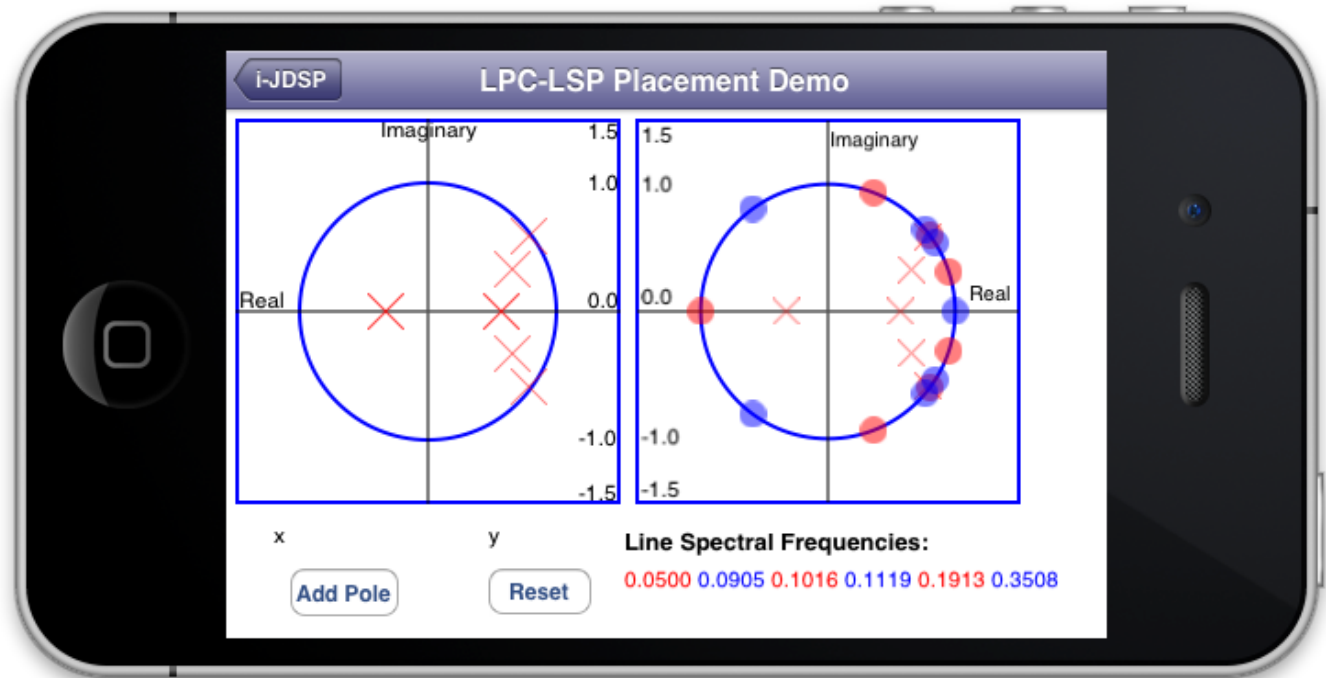 i-JDSP
LPC-LSP Placement Demo
Imaginary
1.5
1.0
Real
0.0
-1.0
-1.5
1.5
Imaginary
1.0
0.0
Real
-1.0
-1.5
x
y
Add Pole
Reset
Line Spectral Frequencies:
0.0500 0.0905 0.1016 0.1119 0.1913 0.3508